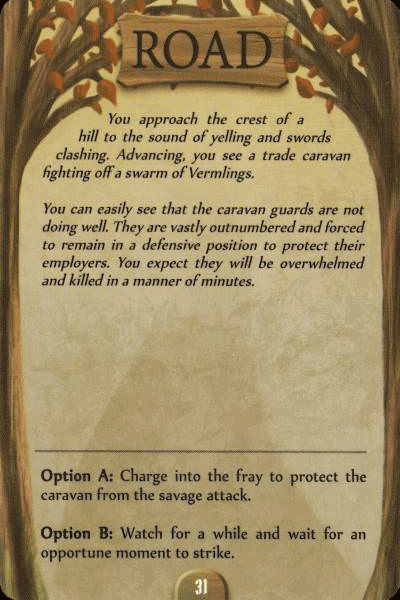 ROAD
You approach the crest of a
hill to the sound of yelling and swords
clashing. Advancing, you see a trade caravan
fighting off a swarm of Vermlings.
You can easily see that the caravan guards are not
doing well. They are vastly outnumbered and forced
to remain in a defensive position to protect their
employers. You expect they will be overwhelmed
and killed in a manner of minutes.
Option A: Charge into the fray to protect the
caravan from the savage attack.
Option B: Watch for a while and wait for an
opportune moment to strike.
31